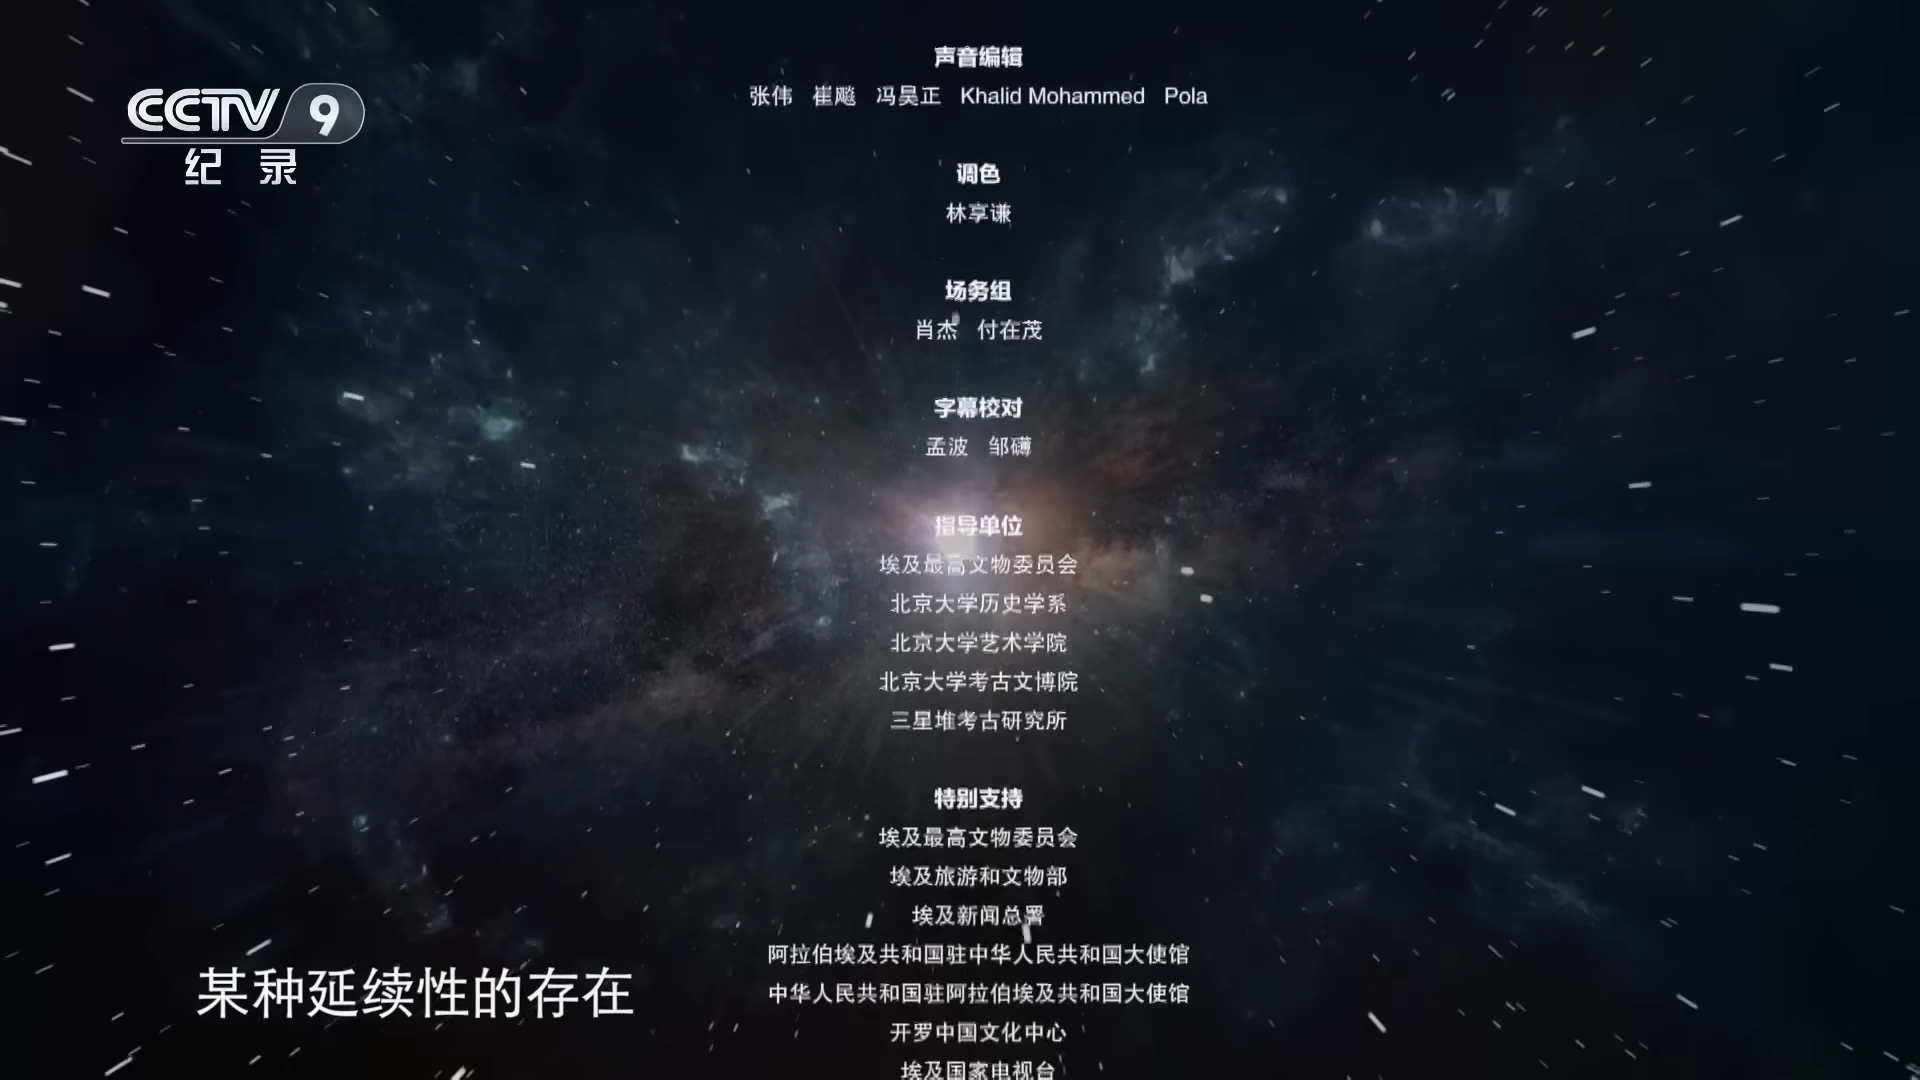 CCTV 9
纪 录
声音编辑
张伟 崔飚 冯昊正 Khalid Mohammed Pola
调色
林享谦
场务组
肖杰 付在茂
字幕校对
孟波 邹礴
指导单位
埃及最高文物委员会
北京大学历史学系
北京大学艺术学院
北京大学考古文博院
三星堆考古研究所
特别支持
埃及最高文物委员会
埃及旅游和文物部
埃及新闻总署
阿拉伯埃及共和国驻中华人民共和国大使馆
中华人民共和国驻阿拉伯埃及共和国大使馆
开罗中国文化中心
埃及国家电视台
某种延续性的存在